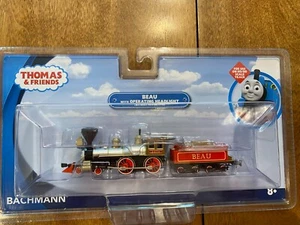 THOMAS
& FRIENDS
BEAU
WITH OPERATING HEADLIGHT
BEAU
BACHMANN
8+